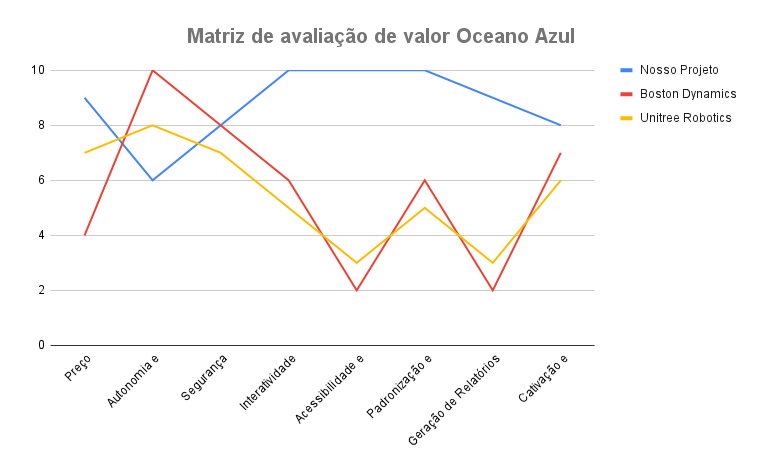 Matriz de avaliação de valor Oceano Azul
Nosso Projeto
Boston Dynamics
Unitree Robotics
10
8
6
4
2
0
Preço
Autonomia e
Segurança
Interatividade
Acessibilidade e
Padronização e
Geração de Relatórios
Cativação e